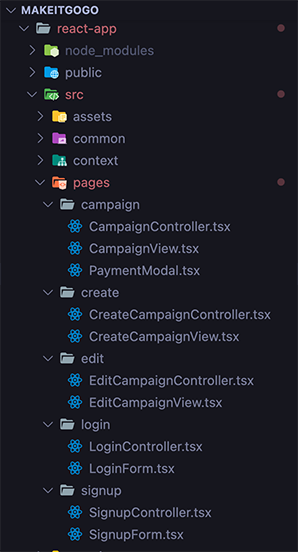 MAKEITGOGO
react-app
node_modules
public
src
assets
common
context
pages
campaign
CampaignController.tsx
CampaignView.tsx
PaymentModal.tsx
create
CreateCampaignController.tsx
CreateCampaignView.tsx
edit
EditCampaignController.tsx
EditCampaignView.tsx
login
LoginController.tsx
LoginForm.tsx
signup
SignupController.tsx
SignupForm.tsx